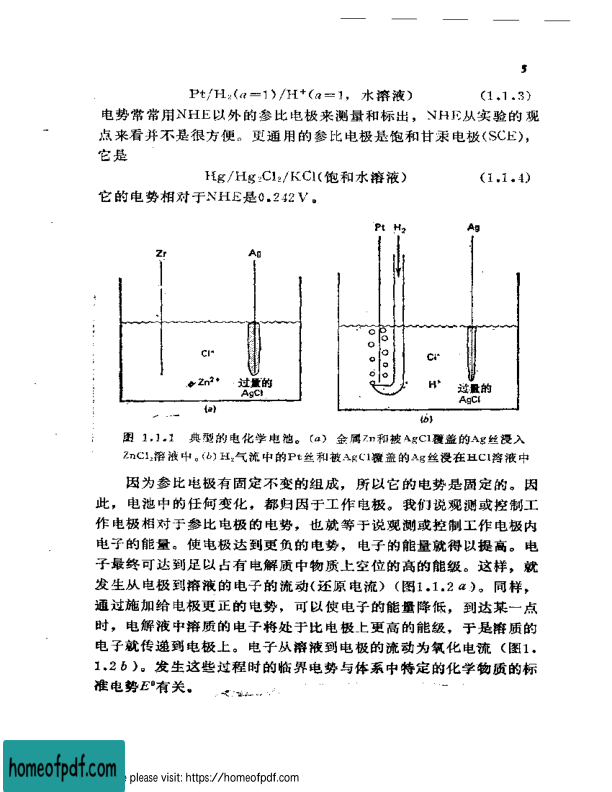 5
Pt/H₂(a=1)/H⁺(a=1，水溶液) (1.1.3)
电势常常用NHE以外的参比电极来测量和标出，NHE从实验的观
点来看并不是很方便。更通用的参比电极是饱和甘汞电极(SCE)，
它是
Hg/Hg₂Cl₂/KCl(饱和水溶液) (1.1.4)
它的电势相对于NHE是0.242V。
Pt H₂ Ag
Zr Ag
Cl⁻ Cl⁻
Zn²⁺ 过量的 H⁺ 过量的
AgCl AgCl
(a) (b)
图 1.1.1 典型的电化学电池。(a) 金属Zn和被AgCl覆盖的Ag丝浸入
ZnCl₂溶液中。(b) H₂气流中的Pt丝和被AgCl覆盖的Ag丝浸在HCl溶液中
因为参比电极有固定不变的组成，所以它的电势是固定的。因
此，电池中的任何变化，都归因于工作电极。我们说观测或控制工
作电极相对于参比电极的电势，也就等于说观测或控制工作电极内
电子的能量。使电极达到更负的电势，电子的能量就得以提高。电
子最终可达到足以占有电解质中物质上空位的高的能级。这样，就
发生从电极到溶液的电子的流动(还原电流)（图1.1.2a）。同样，
通过施加给电极更正的电势，可以使电子的能量降低，到达某一点
时，电解液中溶质的电子将处于比电极上更高的能级，于是溶质的
电子就传递到电极上。电子从溶液到电极的流动为氧化电流（图1.
1.2b）。发生这些过程时的临界电势与体系中特定的化学物质的标
准电势E⁰有关。
homeofpdf.com
please visit: https://homeofpdf.com